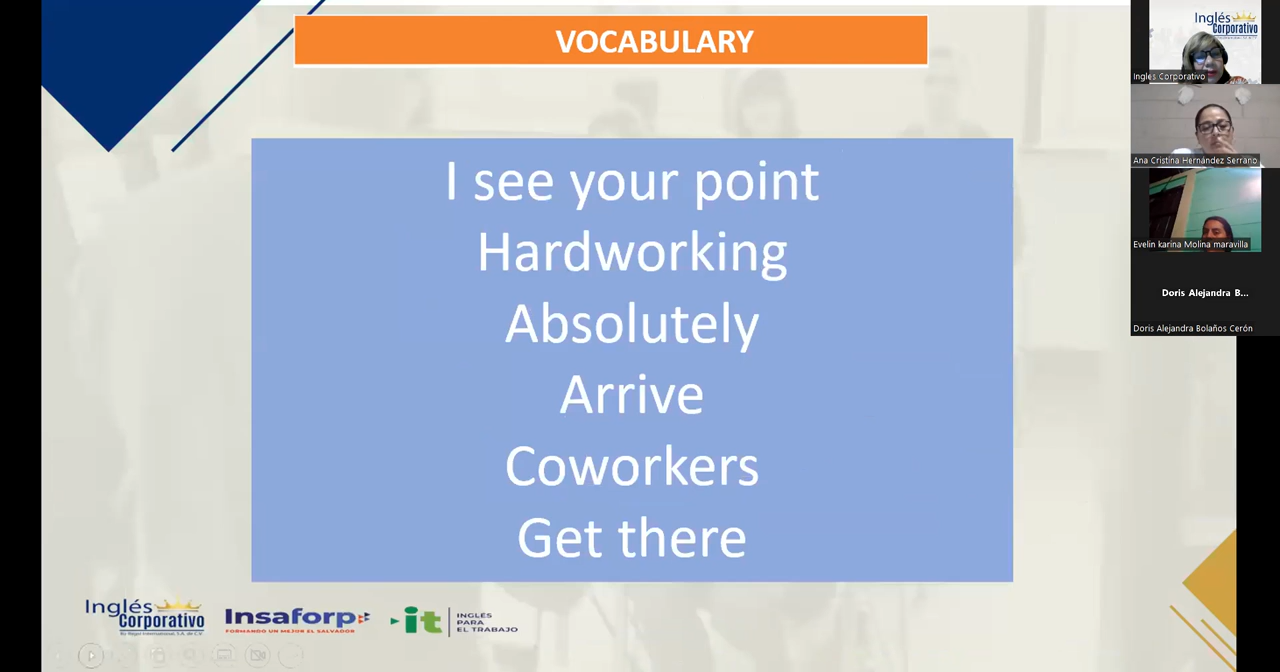 VOCABULARY
I see your point
Hardworking
Absolutely
Arrive
Coworkers
Get there
Inglés
Corporativo
Insaforp
FORMANDO UN MEJOR EL SALVADOR
it
INGLÉS
PARA
EL TRABAJO
Inglés
Corporativo
Ingles Corporativo
Ana Cristina Hernández Serrano
Evelin karina Molina maravilla
Doris Alejandra B...
Doris Alejandra Bolaños Cerón